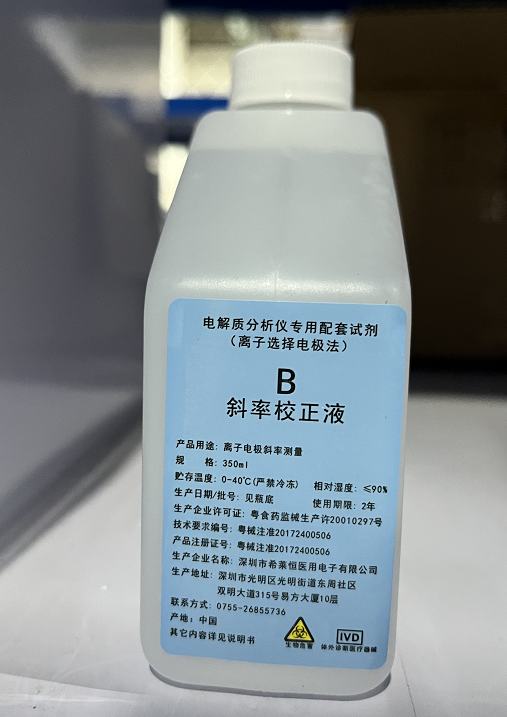 电解质分析仪专用配套试剂
（离子选择电极法）
B
斜率校正液
产品用途：离子电极斜率测量
规　　格：350ml
贮存温度：0-40℃(严禁冷冻)　相对湿度：≤90%
生产日期/批号：见瓶底　使用期限：2年
生产企业许可证：粤食药监械生产许20010297号
技术要求编号：粤械注准20172400506
产品注册证号：粤械注准20172400506
生产企业名称：深圳市希莱恒医用电子有限公司
生产地址：深圳市光明区光明街道东周社区
双明大道315号易方大厦10层
联系方式：0755-26855736
产地：中国
其它内容详见说明书
生物危害
IVD
体外诊断医疗器械